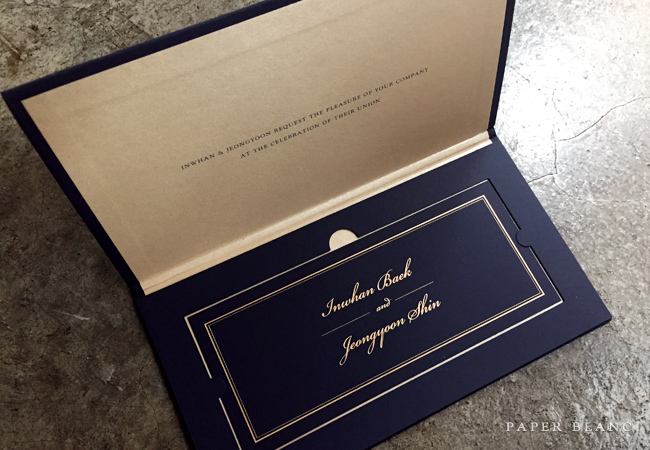 INWHAN & JEONGYOON REQUEST THE PLEASURE OF YOUR COMPANY
AT THE CELEBRATION OF THEIR UNION
Inwhan Baek
and
Jeongyoon Shin
PAPER BLANC